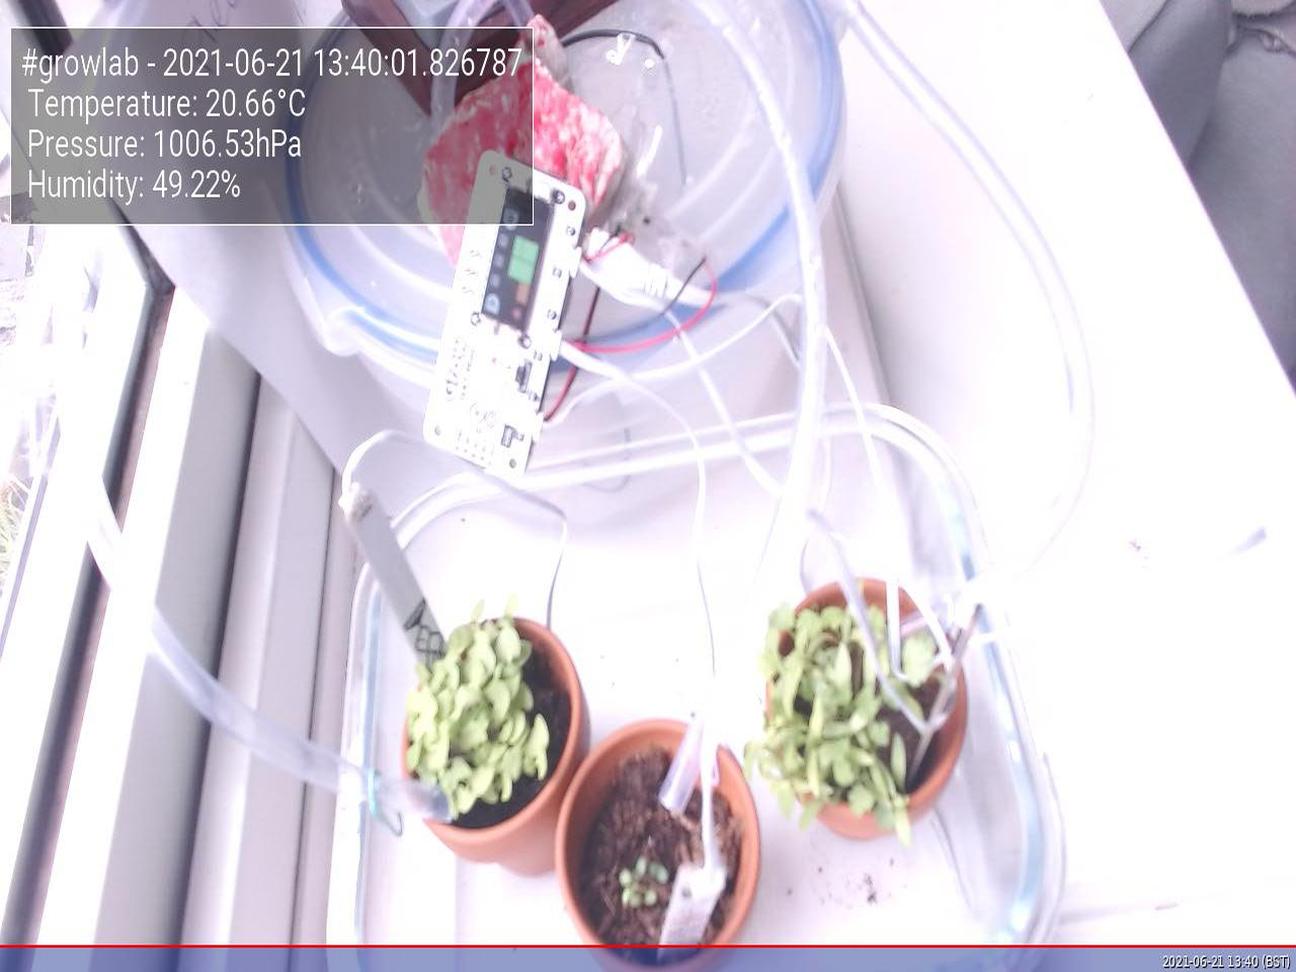 #growlab - 2021-06-21 13:40:01.826787
Temperature: 20.66°C
Pressure: 1006.53hPa
Humidity: 49.22%
2021-06-21 13:40 (BST)